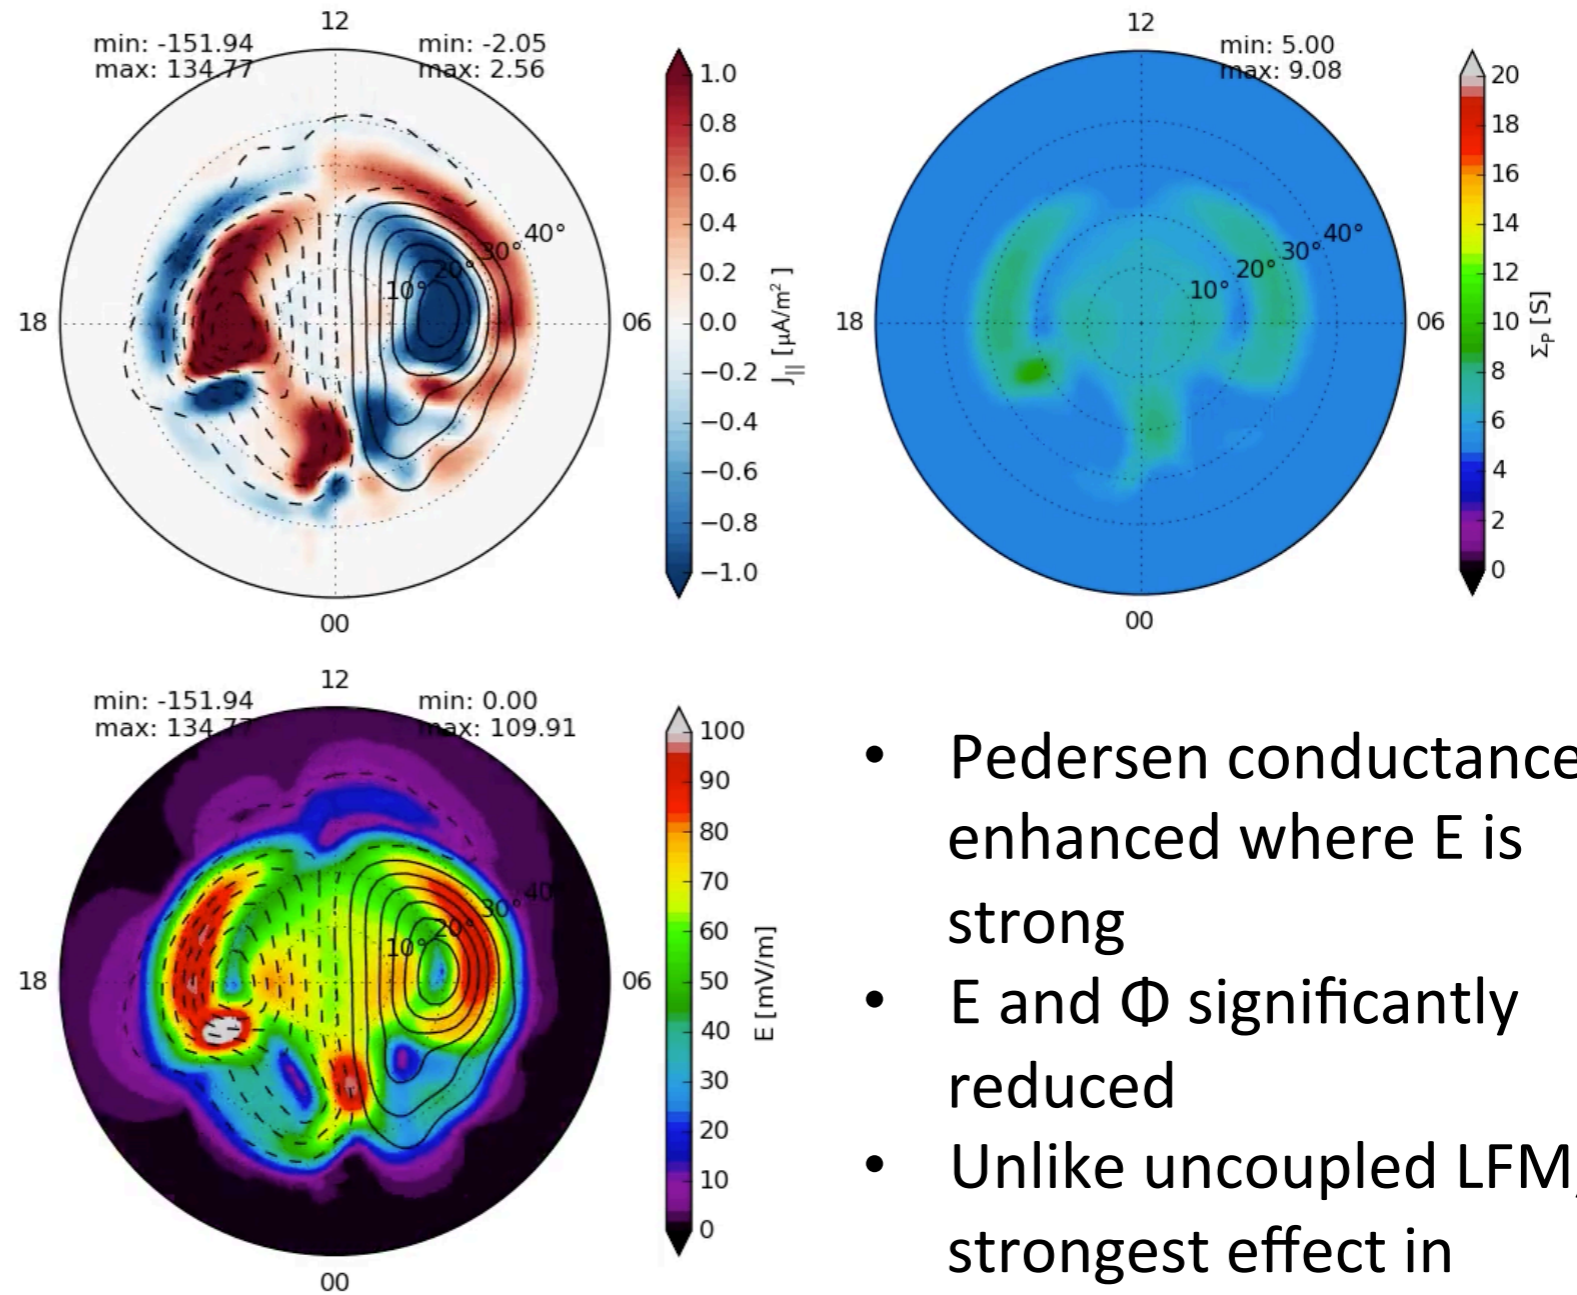 12
min: -151.94
max: 134.77
min: -2.05
max: 2.56
18
06
00
10°
20°
30°
40°
1.0
0.8
0.6
0.4
0.2
0.0
−0.2
−0.4
−0.6
−0.8
−1.0
J|| [μA/m²]
12
min: 5.00
max: 9.08
18
06
00
10°
20°
30°
40°
20
18
16
14
12
10
8
6
4
2
0
ΣP [S]
12
min: -151.94
max: 134.77
min: 0.00
max: 109.91
18
06
00
10°
20°
30°
40°
100
90
80
70
60
50
40
30
20
10
0
E [mV/m]
• Pedersen conductance
enhanced where E is
strong
• E and Φ significantly
reduced
• Unlike uncoupled LFM,
strongest effect in